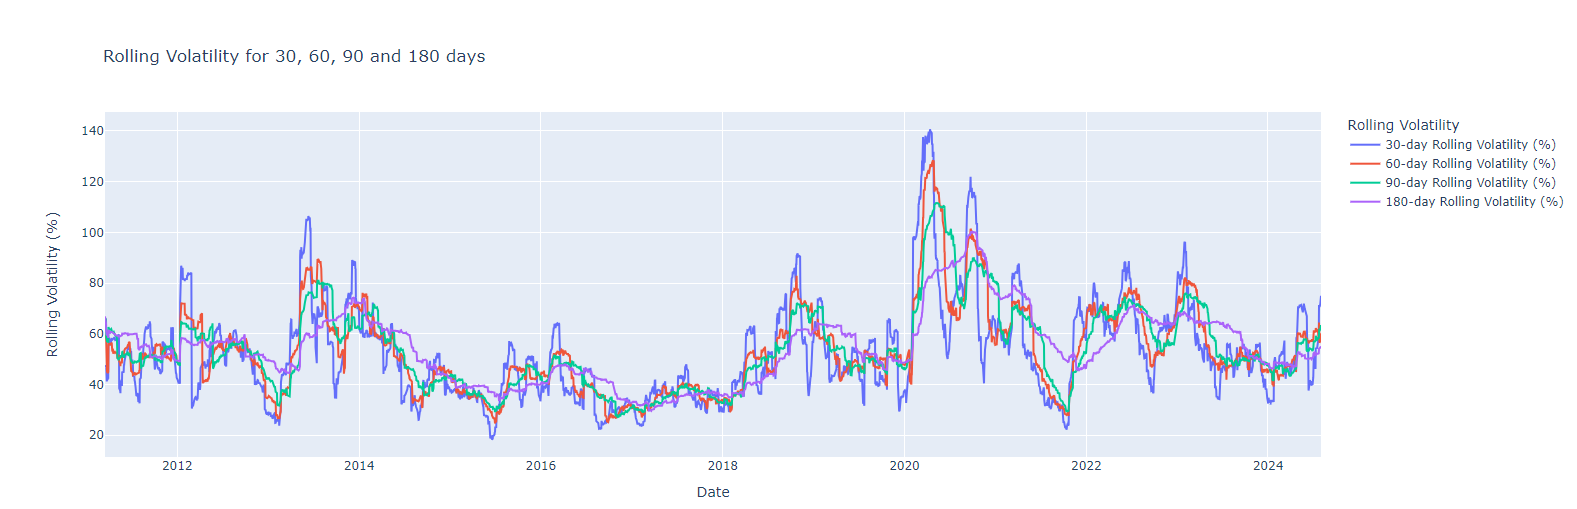 Rolling Volatility for 30, 60, 90 and 180 days
Rolling Volatility (%)
140
120
100
80
60
40
20
2012
2014
2016
2018
2020
2022
2024
Date
Rolling Volatility
30-day Rolling Volatility (%)
60-day Rolling Volatility (%)
90-day Rolling Volatility (%)
180-day Rolling Volatility (%)